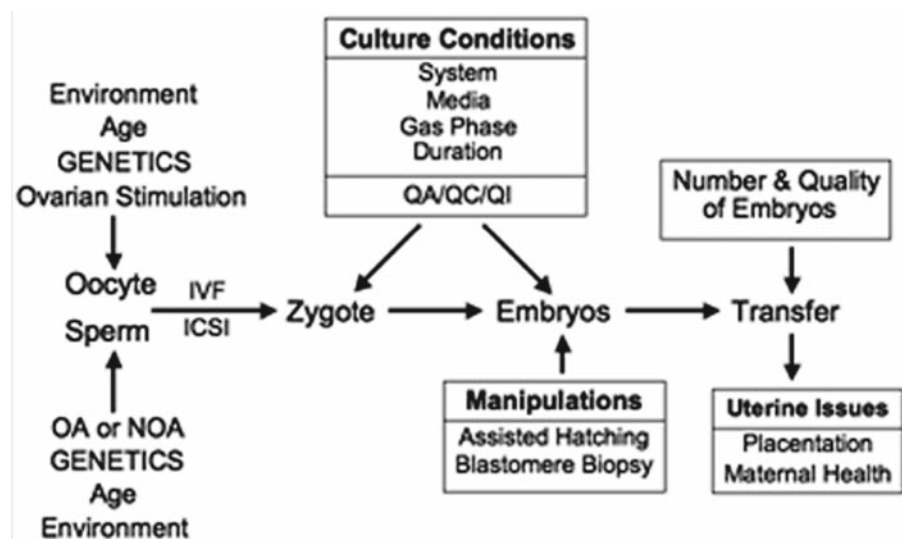 Culture Conditions
System
Media
Gas Phase
Duration
QA/QC/QI
Environment
Age
GENETICS
Ovarian Stimulation
Number & Quality
of Embryos
Oocyte
Sperm
IVF
ICSI
Zygote
Embryos
Transfer
OA or NOA
GENETICS
Age
Environment
Manipulations
Assisted Hatching
Blastomere Biopsy
Uterine Issues
Placentation
Maternal Health